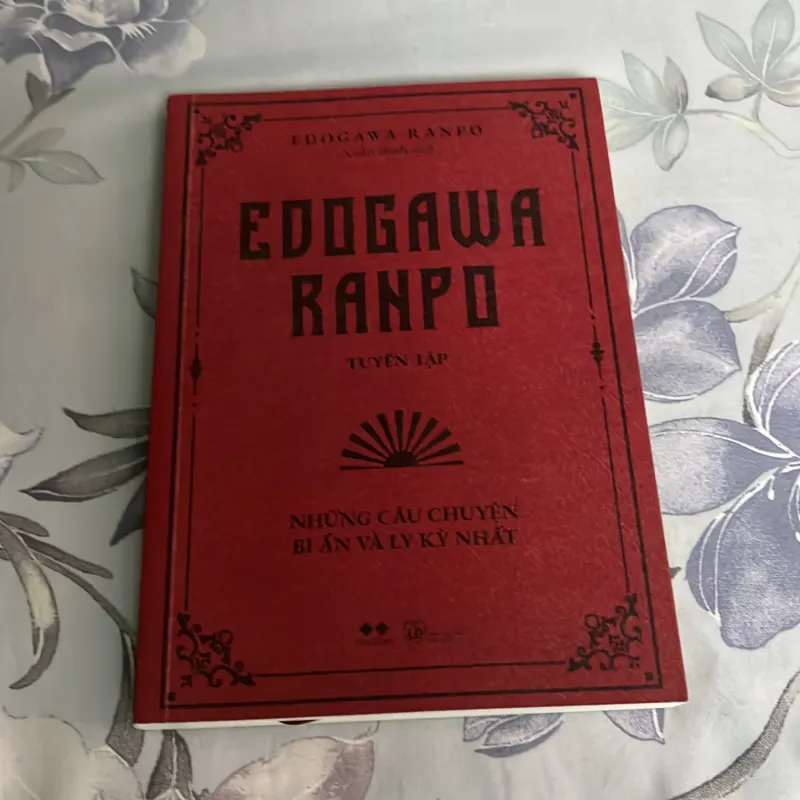 EDOGAWA RANPO
EDOGAWA
RANPO
TUYỂN TẬP
NHỮNG CÂU CHUYỆN
BÍ ẨN VÀ LY KỲ NHẤT